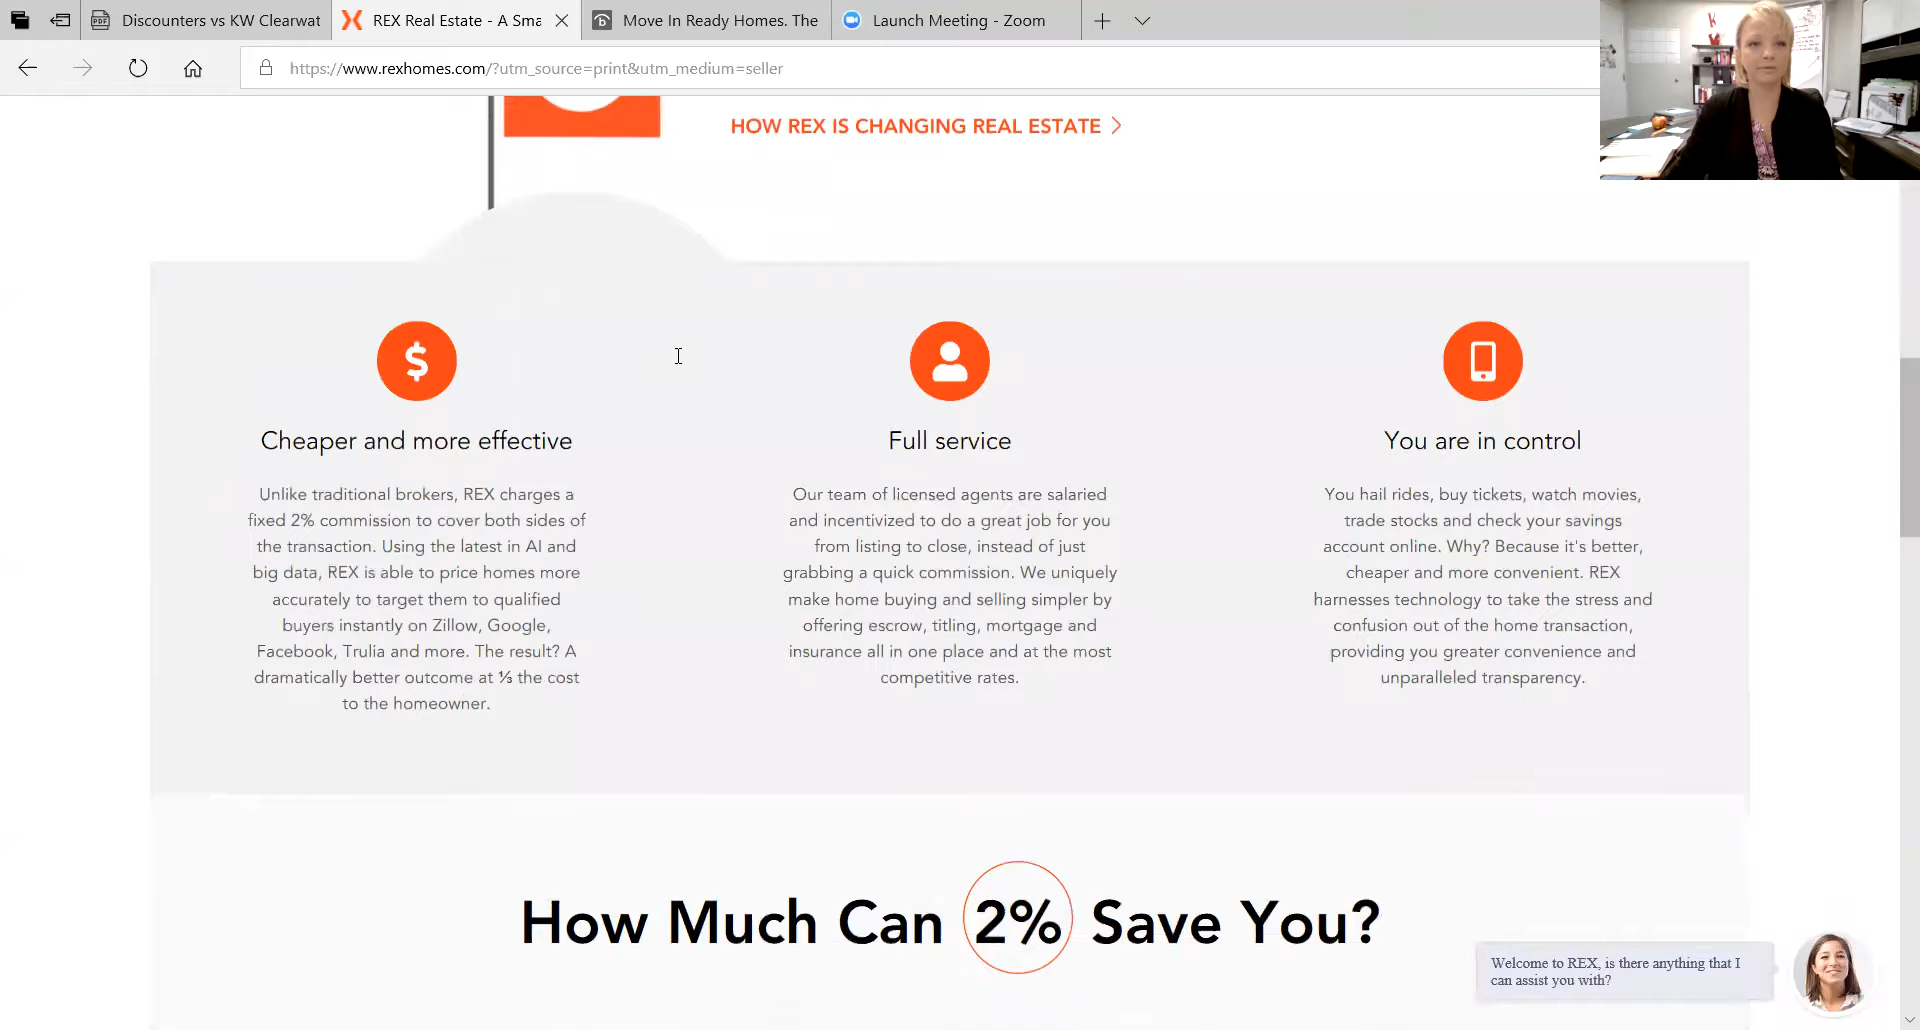 Discounters vs KW Clearwat
REX Real Estate - A Sma
Move In Ready Homes. The
Launch Meeting - Zoom
https://www.rexhomes.com/?utm_source=print&utm_medium=seller
HOW REX IS CHANGING REAL ESTATE
$
Cheaper and more effective
Unlike traditional brokers, REX charges a
fixed 2% commission to cover both sides of
the transaction. Using the latest in AI and
big data, REX is able to price homes more
accurately to target them to qualified
buyers instantly on Zillow, Google,
Facebook, Trulia and more. The result? A
dramatically better outcome at ⅓ the cost
to the homeowner.
Full service
Our team of licensed agents are salaried
and incentivized to do a great job for you
from listing to close, instead of just
grabbing a quick commission. We uniquely
make home buying and selling simpler by
offering escrow, titling, mortgage and
insurance all in one place and at the most
competitive rates.
You are in control
You hail rides, buy tickets, watch movies,
trade stocks and check your savings
account online. Why? Because it's better,
cheaper and more convenient. REX
harnesses technology to take the stress and
confusion out of the home transaction,
providing you greater convenience and
unparalleled transparency.
How Much Can 2% Save You?
Welcome to REX, is there anything that I
can assist you with?